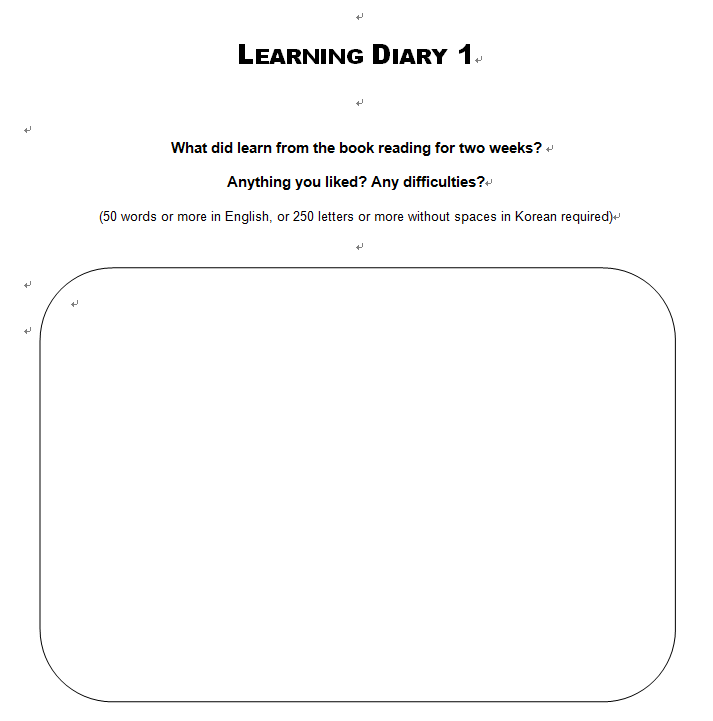 LEARNING DIARY 1
What did learn from the book reading for two weeks?
Anything you liked? Any difficulties?
(50 words or more in English, or 250 letters or more without spaces in Korean required)